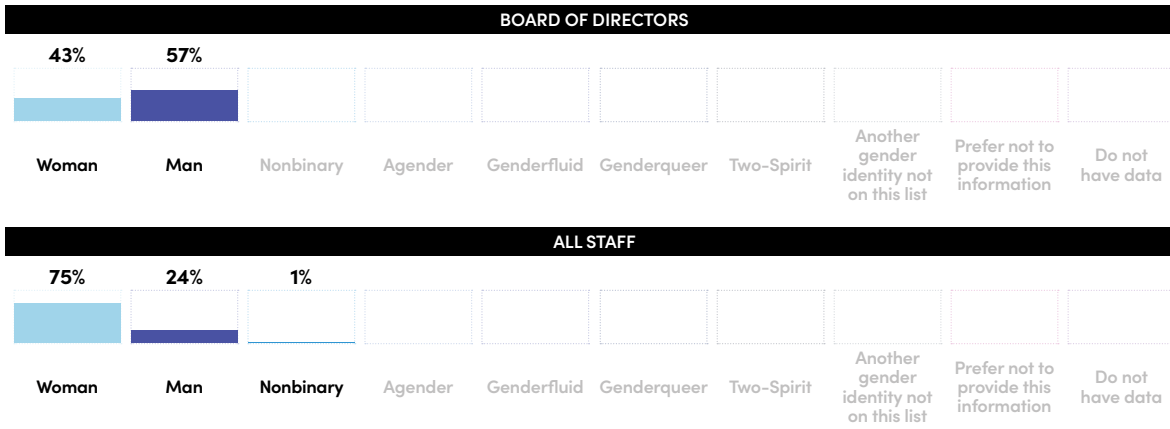 BOARD OF DIRECTORS
43% 57%
Woman Man Nonbinary Agender Genderfluid Genderqueer Two-Spirit Another gender identity not on this list Prefer not to provide this information Do not have data
ALL STAFF
75% 24% 1%
Woman Man Nonbinary Agender Genderfluid Genderqueer Two-Spirit Another gender identity not on this list Prefer not to provide this information Do not have data